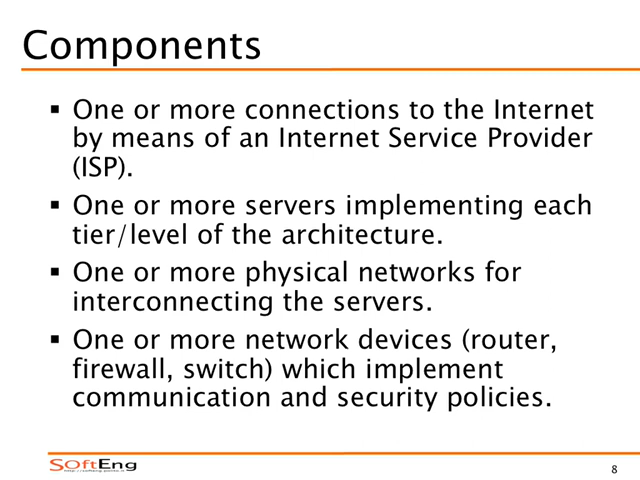 Components
▪ One or more connections to the Internet
by means of an Internet Service Provider
(ISP).
▪ One or more servers implementing each
tier/level of the architecture.
▪ One or more physical networks for
interconnecting the servers.
▪ One or more network devices (router,
firewall, switch) which implement
communication and security policies.
SOftEng
8